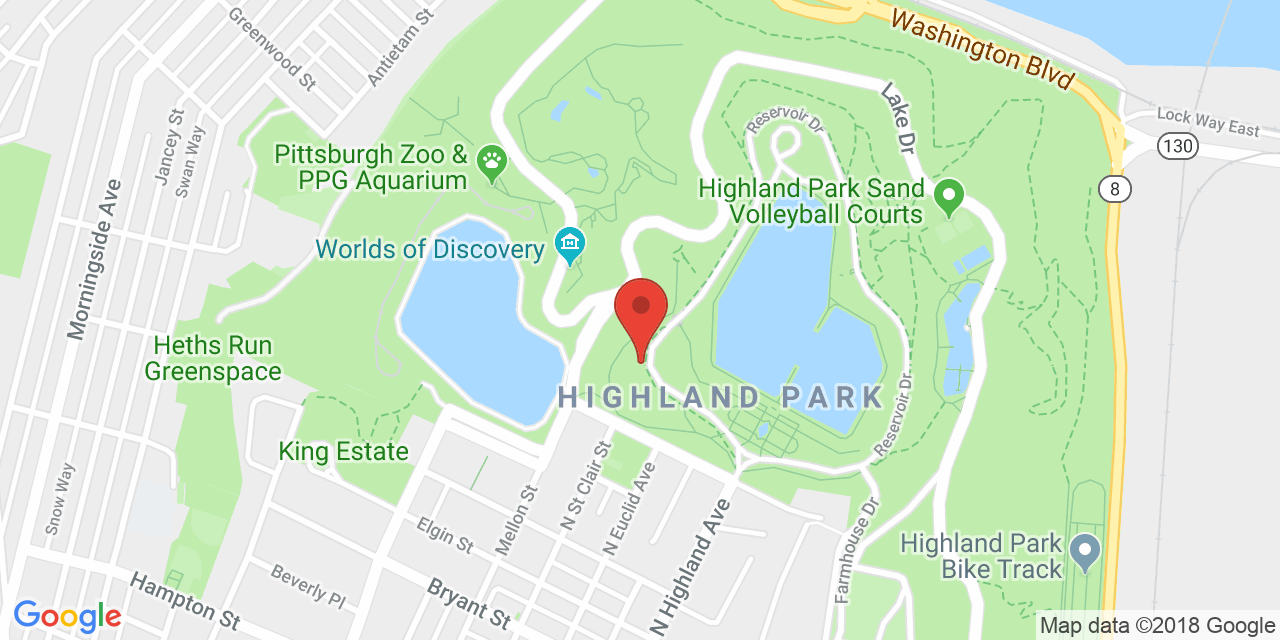 Greenwood St
Antietam St
Washington Blvd
Lake Dr
Reservoir Dr
Lock Way East
130
8
Jancey St
Swan Way
Morningside Ave
Pittsburgh Zoo &
PPG Aquarium
Highland Park Sand
Volleyball Courts
Worlds of Discovery
Heths Run
Greenspace
HIGHLAND PARK
Reservoir Dr
King Estate
Snow Way
Mellon St
N St Clair St
N Euclid Ave
N Highland Ave
Elgin St
Farmhouse Dr
Highland Park
Bike Track
Beverly Pl
Hampton St
Bryant St
Google
Map data ©2018 Google